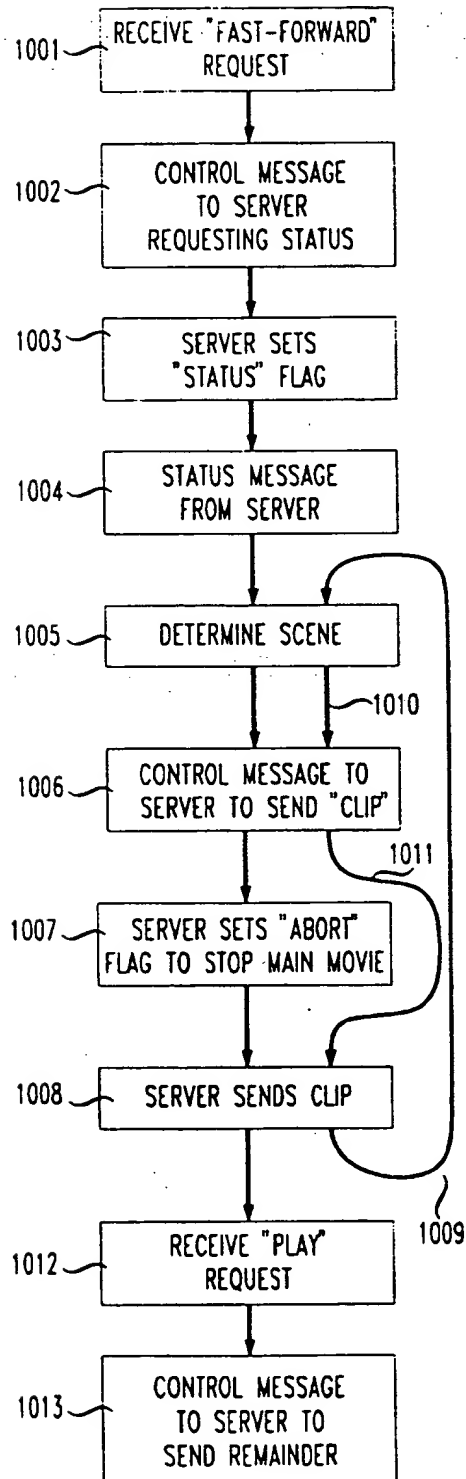 1001
RECEIVE "FAST-FORWARD"
REQUEST
1002
CONTROL MESSAGE
TO SERVER
REQUESTING STATUS
1003
SERVER SETS
"STATUS" FLAG
1004
STATUS MESSAGE
FROM SERVER
1005
DETERMINE SCENE
1010
1006
CONTROL MESSAGE TO
SERVER TO SEND "CLIP"
1011
1007
SERVER SETS "ABORT"
FLAG TO STOP MAIN MOVIE
1008
SERVER SENDS CLIP
1009
1012
RECEIVE "PLAY"
REQUEST
1013
CONTROL MESSAGE
TO SERVER TO
SEND REMAINDER